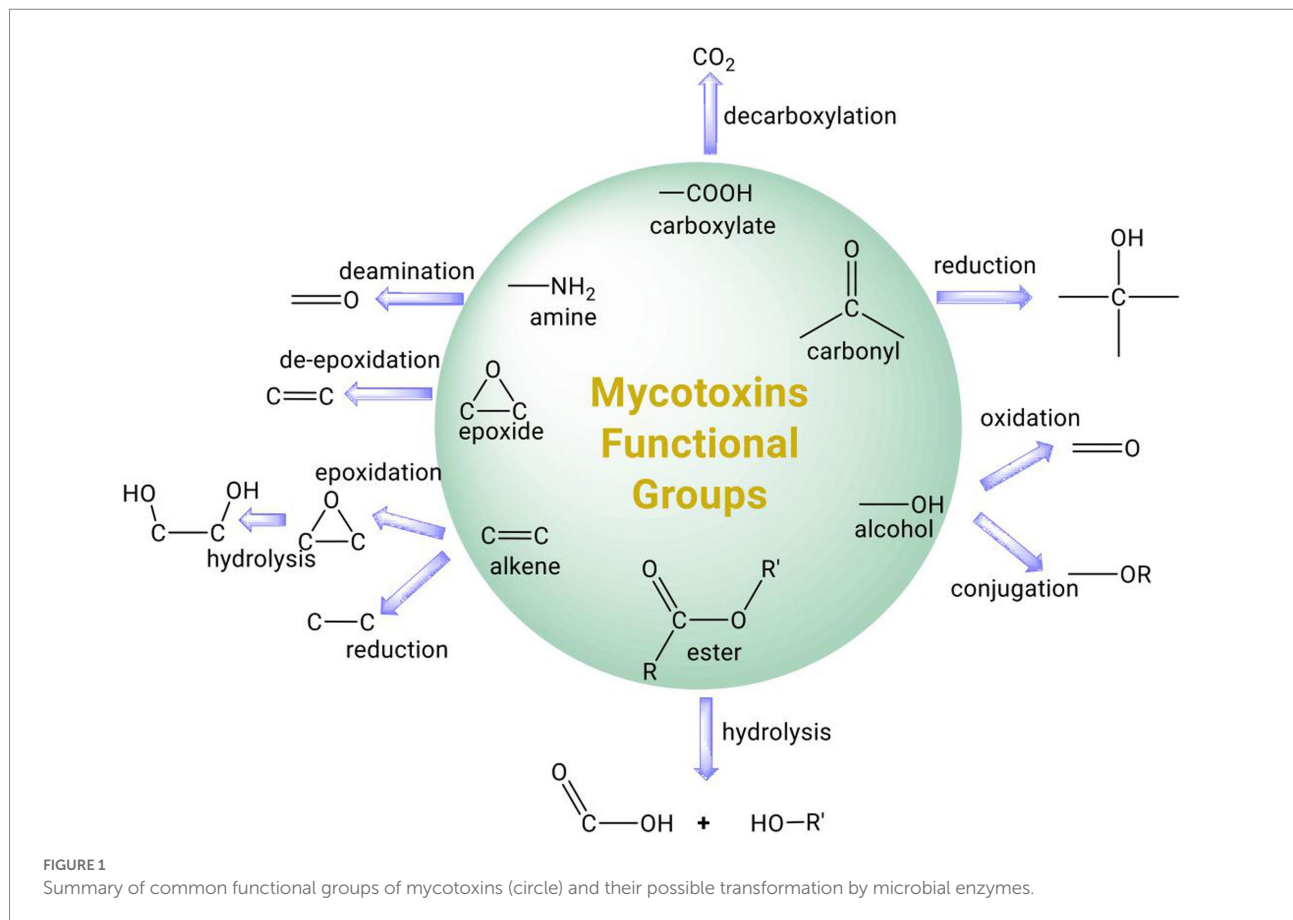 CO2
decarboxylation
—COOH
carboxylate
O
C
carbonyl
reduction
OH
C
deamination
O
NH2
amine
de-epoxidation
C=C
O
C C
epoxide
Mycotoxins
Functional
Groups
oxidation
O
OH
alcohol
conjugation
OR
epoxidation
HO OH
C C
hydrolysis
O
C C
C=C
alkene
C—C
reduction
O R'
C O
R
ester
hydrolysis
O
C—OH + HO—R'
FIGURE 1
Summary of common functional groups of mycotoxins (circle) and their possible transformation by microbial enzymes.